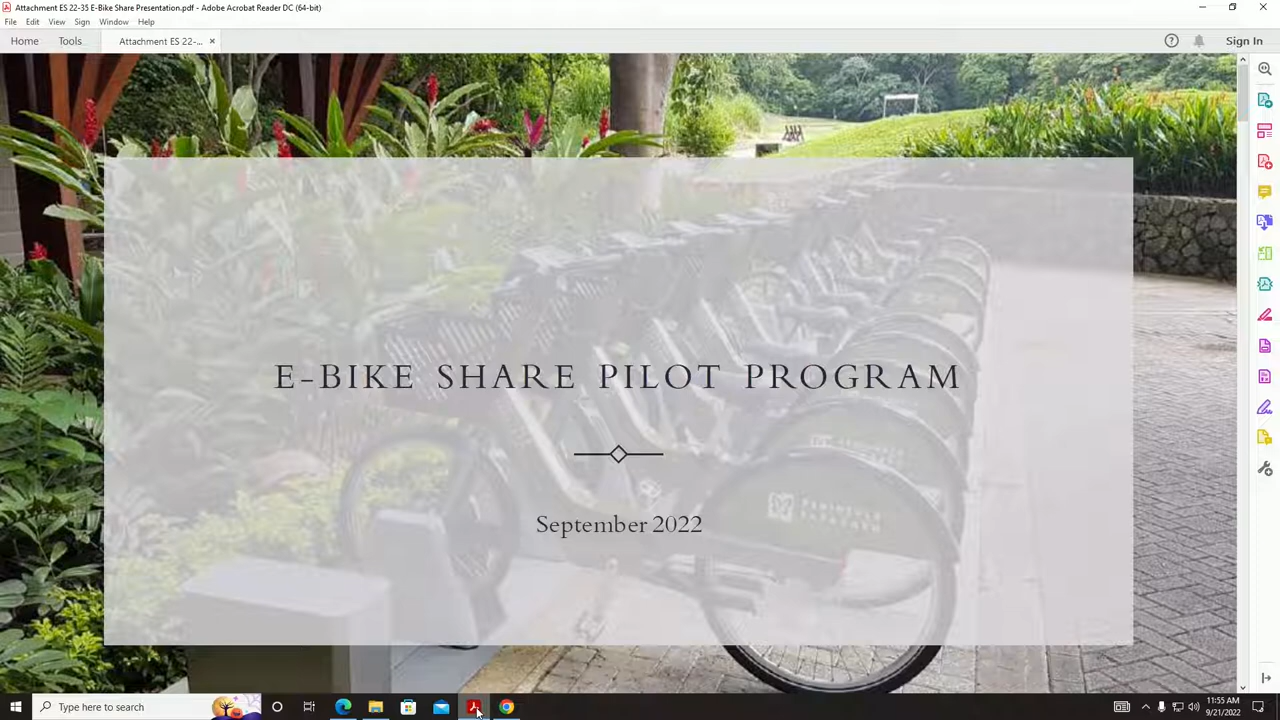 Attachment ES 22-35 E-Bike Share Presentation.pdf - Adobe Acrobat Reader DC (64-bit)
File Edit View Sign Window Help
Home Tools Attachment ES 22-... × Sign In
E-BIKE SHARE PILOT PROGRAM
September 2022
Type here to search
11:55 AM
9/21/2022